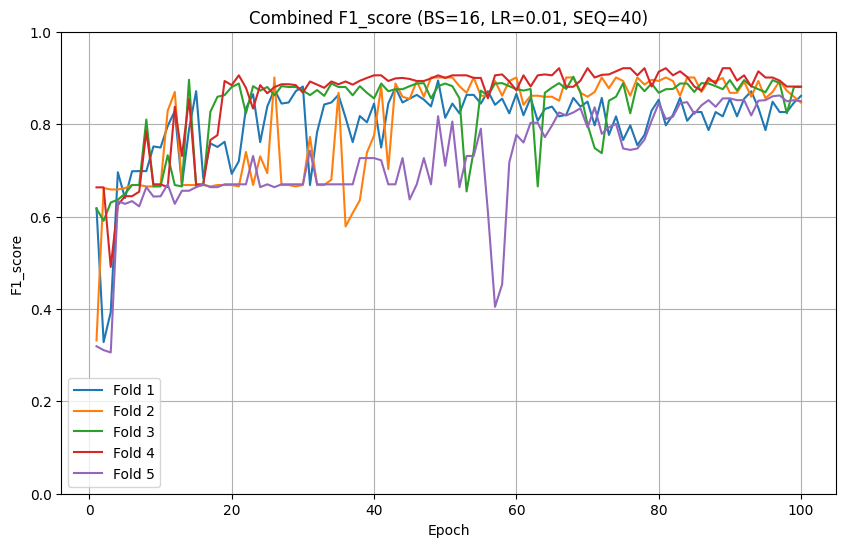 Combined F1_score (BS=16, LR=0.01, SEQ=40)
1.0
0.8
0.6
0.4
0.2
0.0
F1_score
Fold 1
Fold 2
Fold 3
Fold 4
Fold 5
0 20 40 60 80 100
Epoch